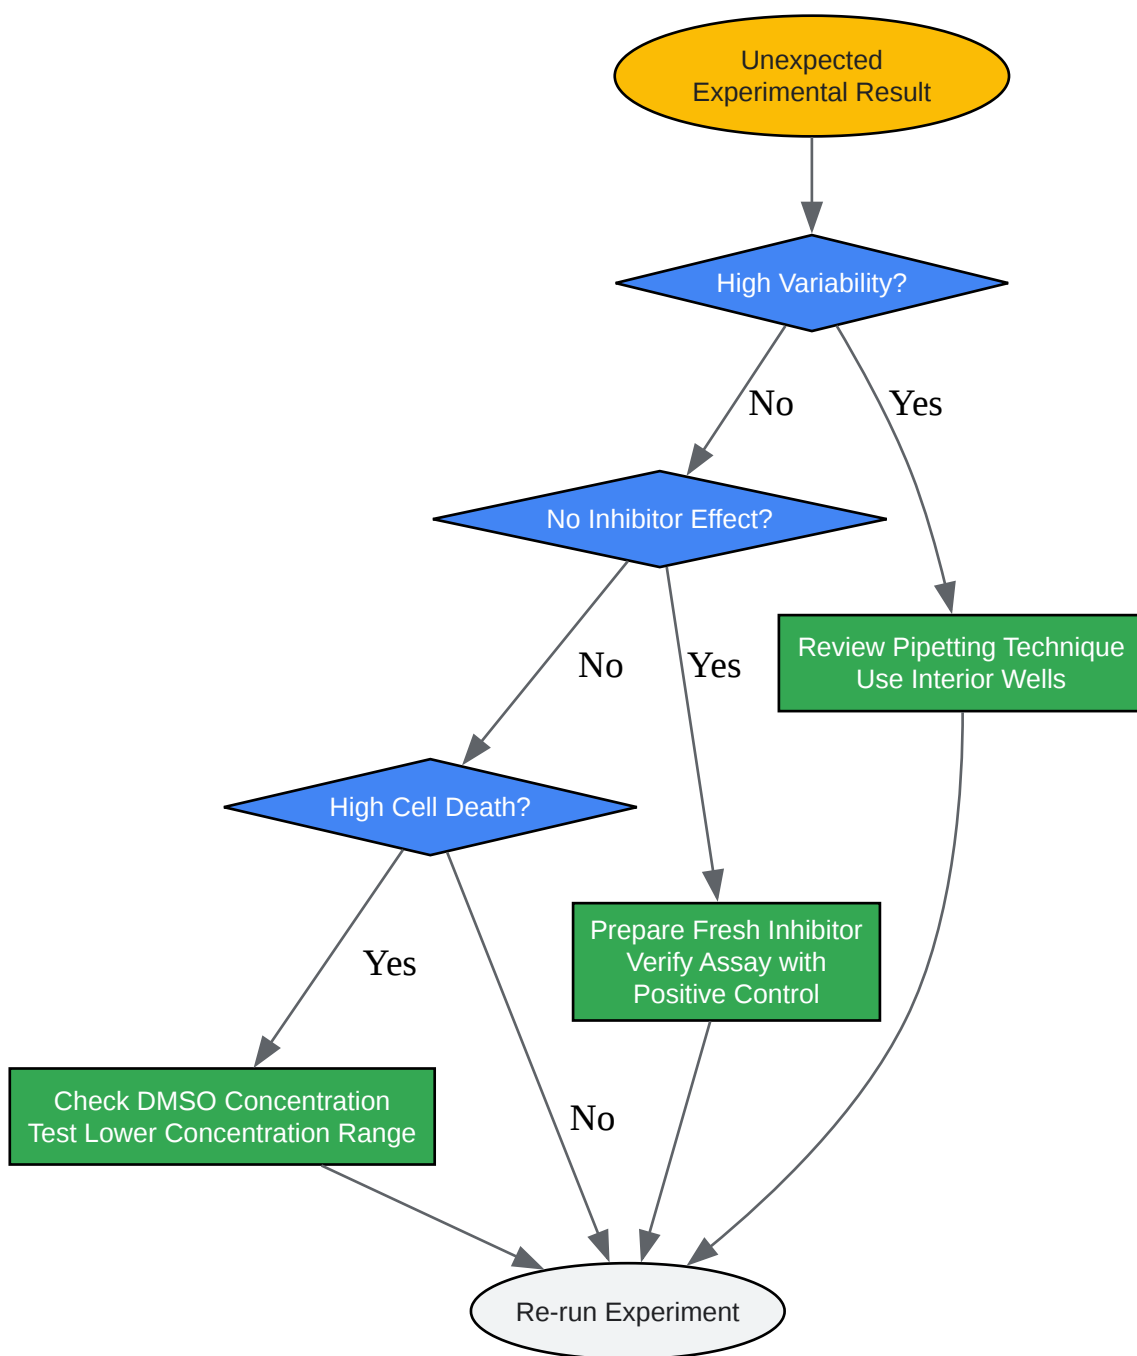 Unexpected
Experimental Result
High Variability?
No
Yes
No Inhibitor Effect?
No
Yes
Review Pipetting Technique
Use Interior Wells
High Cell Death?
Yes
No
Prepare Fresh Inhibitor
Verify Assay with
Positive Control
Check DMSO Concentration
Test Lower Concentration Range
Re-run Experiment